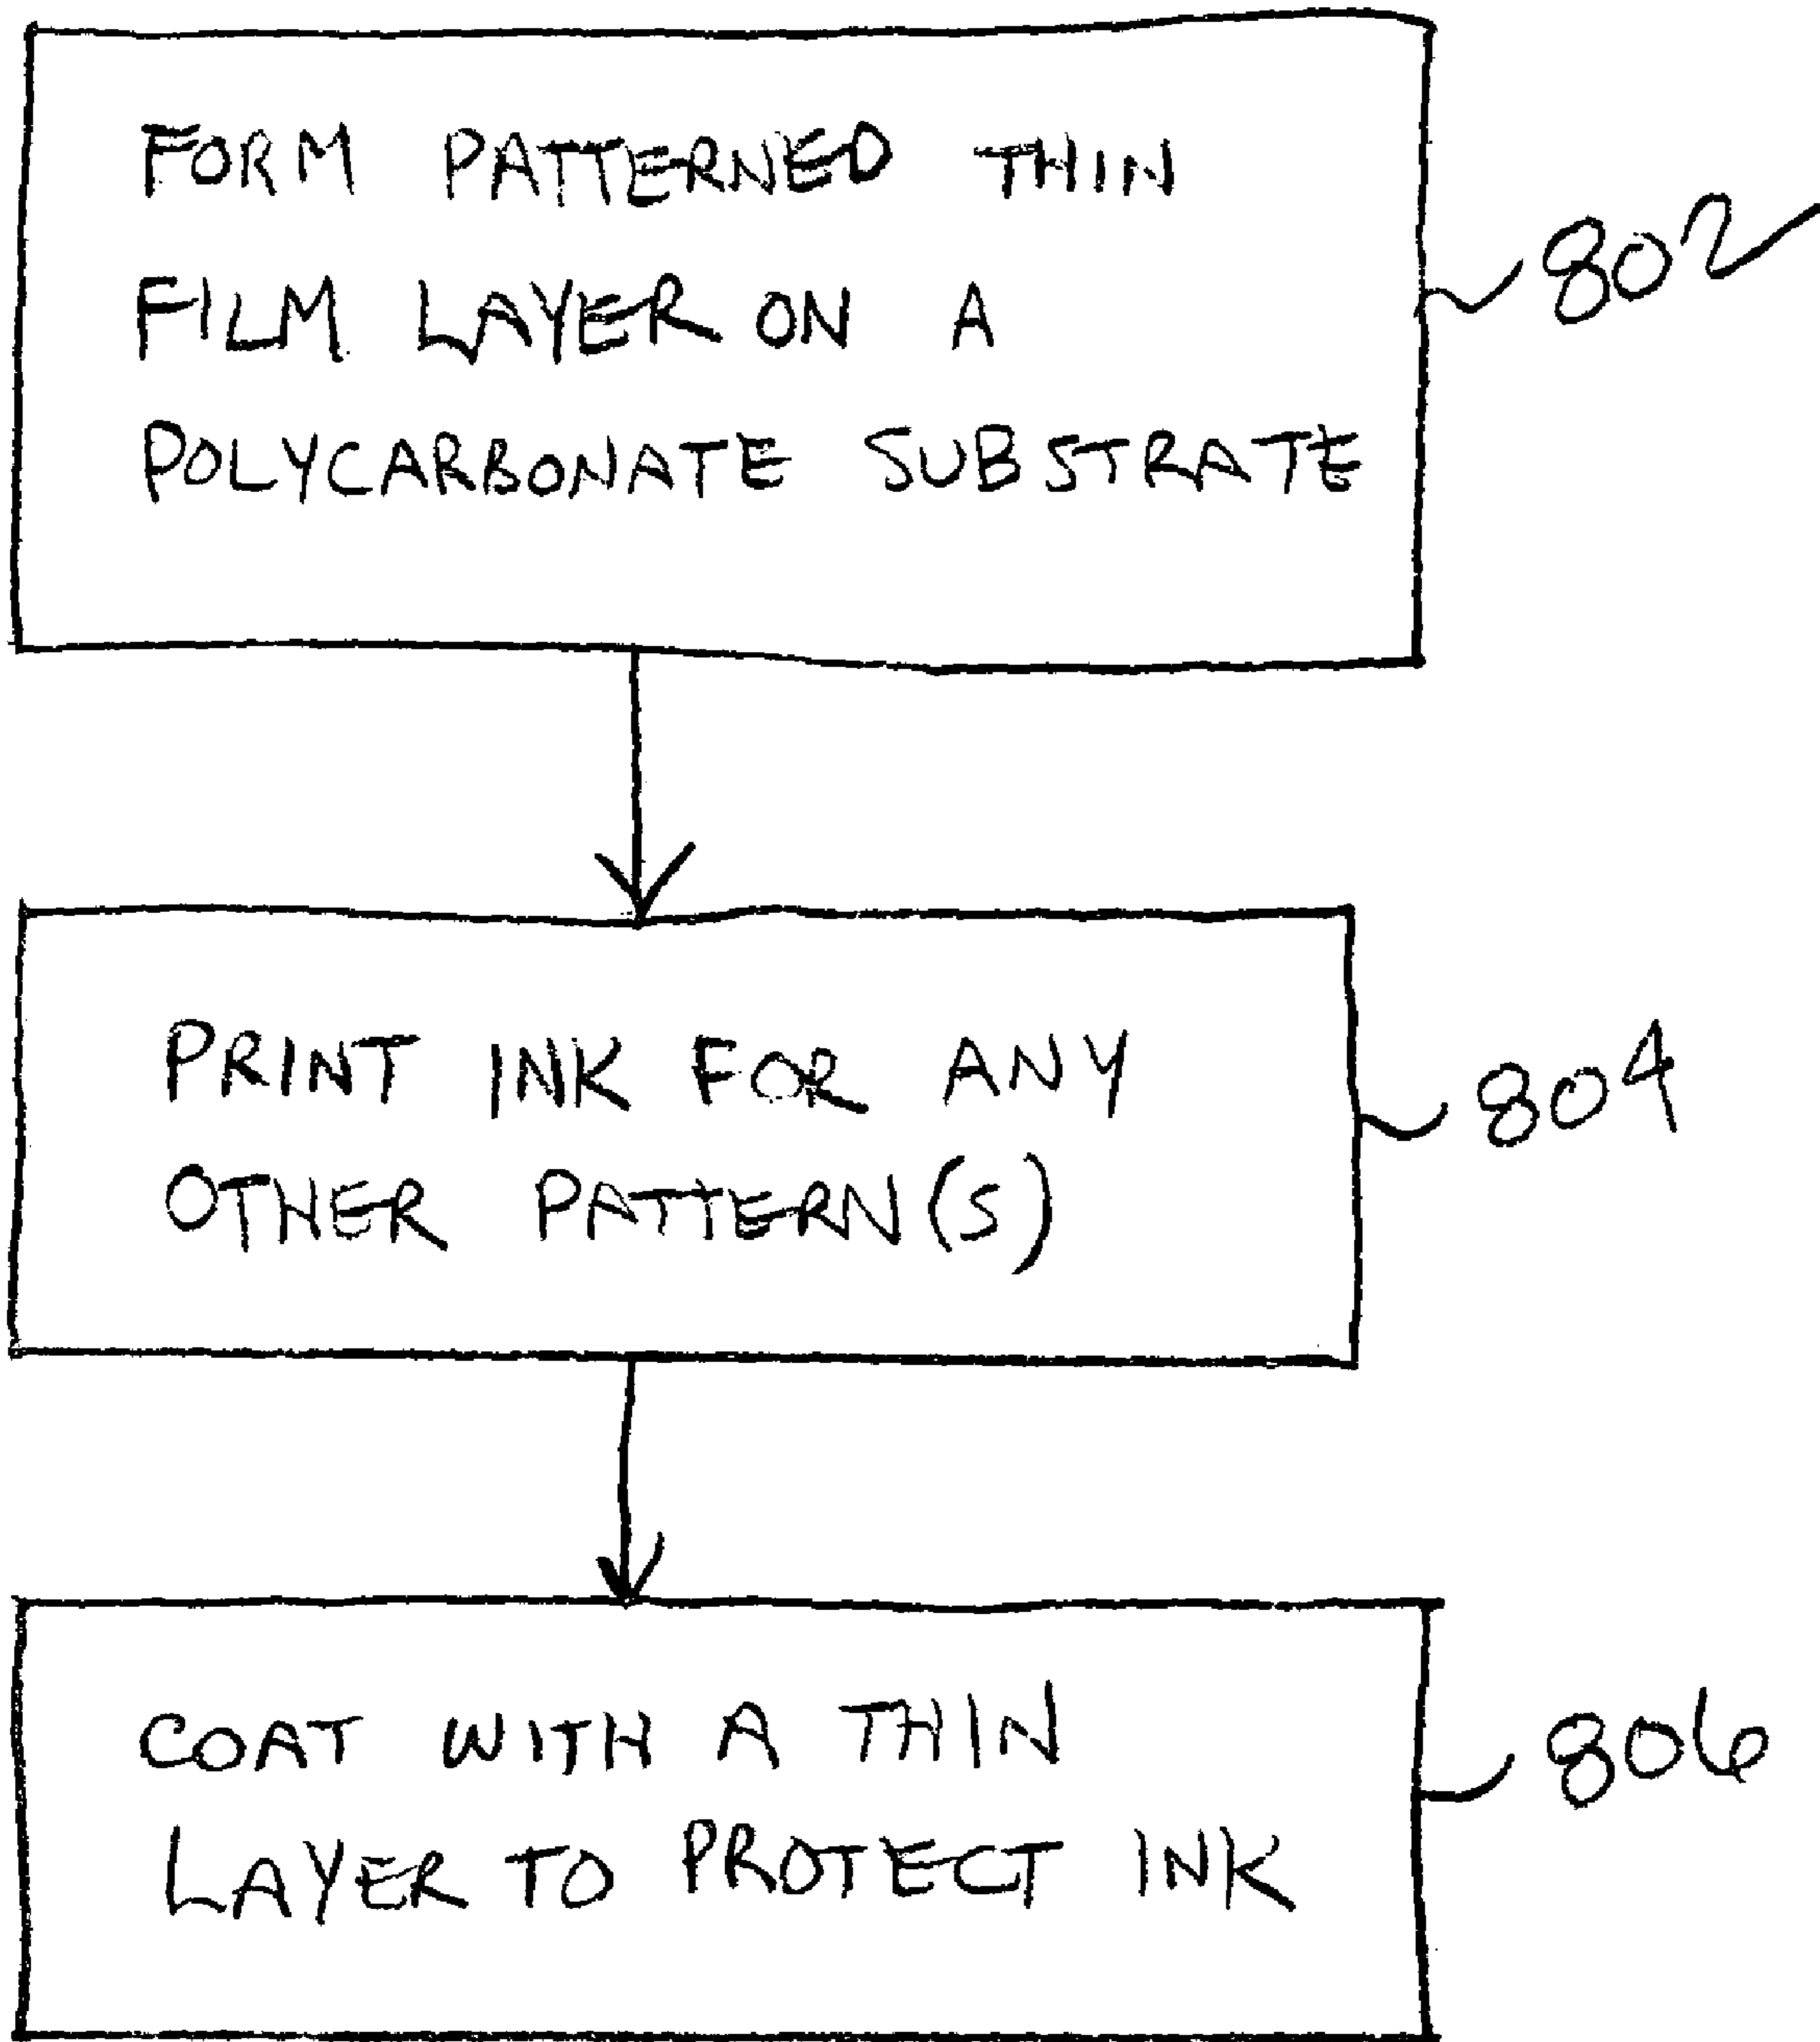 FORM PATTERNED THIN
FILM LAYER ON A
POLYCARBONATE SUBSTRATE
802
PRINT INK FOR ANY
OTHER PATTERN(S)
804
COAT WITH A THIN
LAYER TO PROTECT INK
806